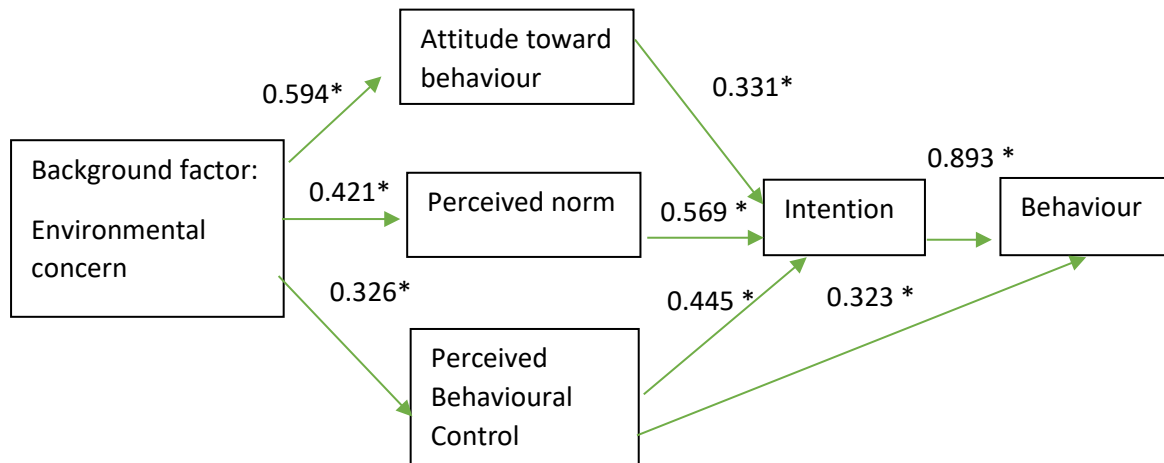 Attitude toward
behaviour
0.594*
0.331*
Background factor:
Environmental
concern
0.421*
Perceived norm
0.569 *
Intention
0.893 *
Behaviour
0.326*
0.445 *
0.323 *
Perceived
Behavioural
Control